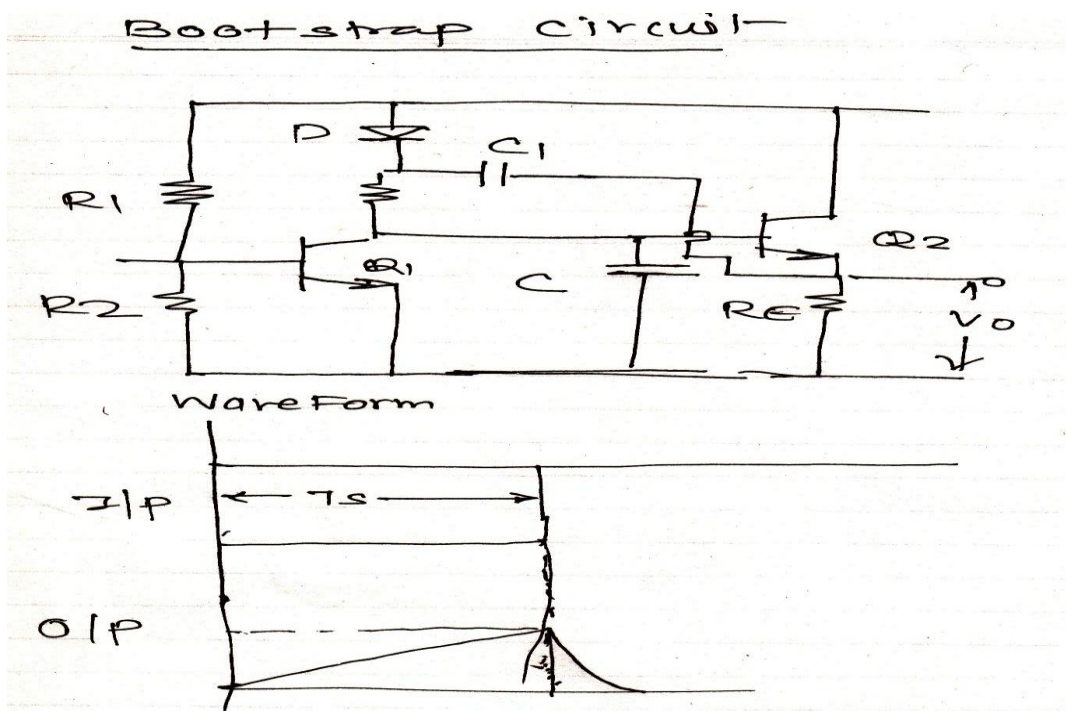 Bootstrap Circuit
D
C1
R1
Q1
Q2
C
R2
RE
Vo
WaveForm
I/P
Ts
O/P